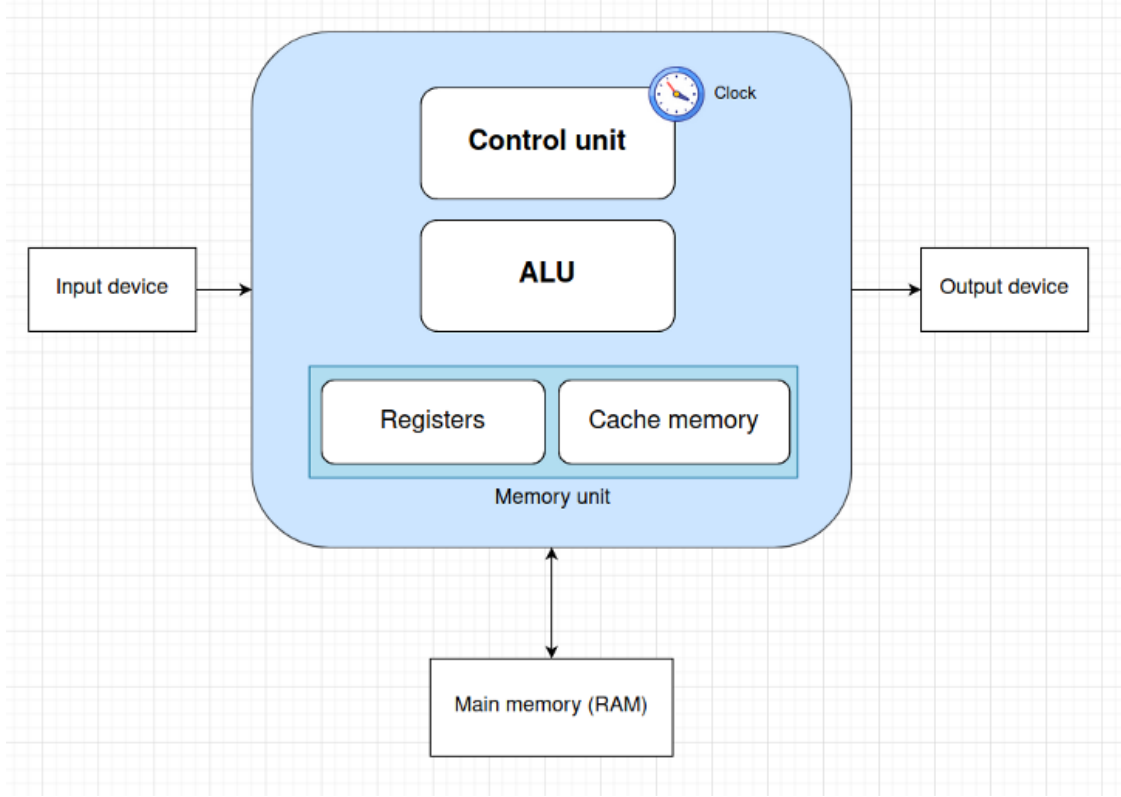 Clock
Control unit
ALU
Input device
Output device
Registers
Cache memory
Memory unit
Main memory (RAM)